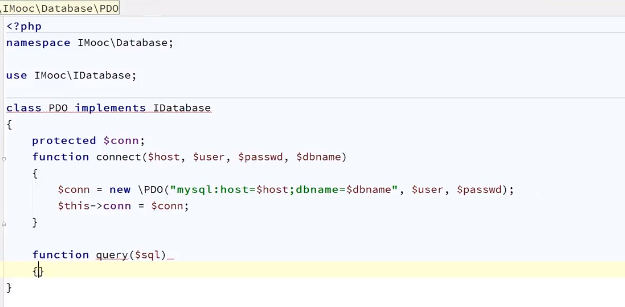 \IMooc\Database\PDO
<?php
namespace IMooc\Database;
use IMooc\IDatabase;
class PDO implements IDatabase
{
    protected $conn;
    function connect($host, $user, $passwd, $dbname)
    {
        $conn = new \PDO("mysql:host=$host;dbname=$dbname", $user, $passwd);
        $this->conn = $conn;
    }
    function query($sql)
    {}
}